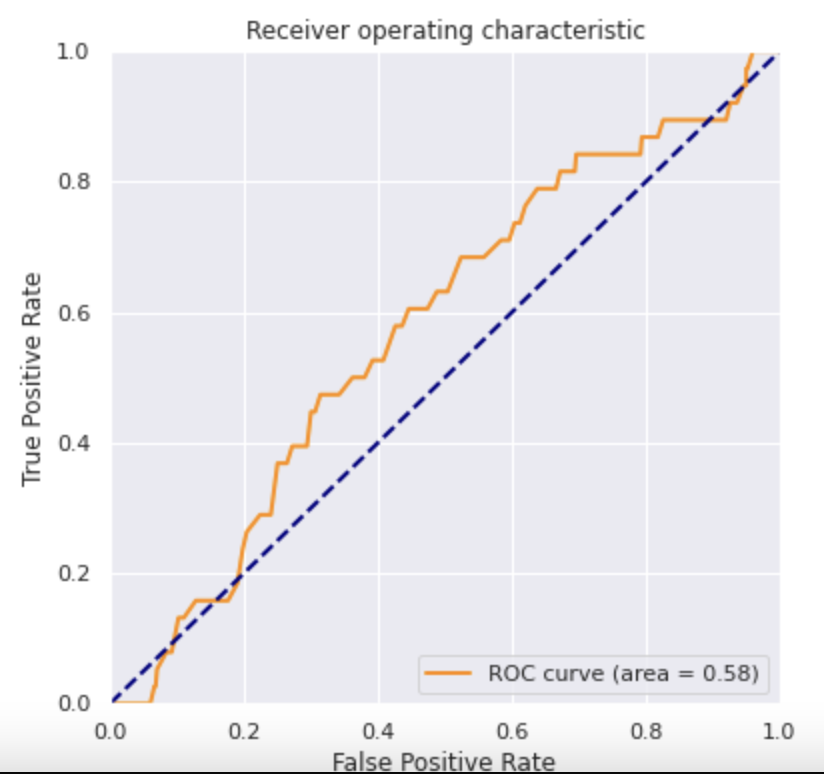 Receiver operating characteristic
1.0
0.8
0.6
0.4
0.2
0.0
True Positive Rate
ROC curve (area = 0.58)
0.0 0.2 0.4 0.6 0.8 1.0
False Positive Rate